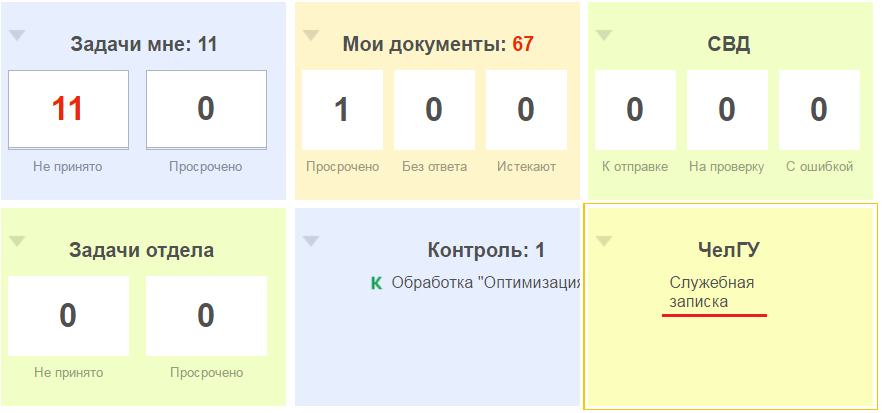 Задачи мне: 11
11
0
Не принято
Просрочено
Мои документы: 67
1
0
0
Просрочено
Без ответа
Истекают
СВД
0
0
0
К отправке
На проверку
С ошибкой
Задачи отдела
0
0
Не принято
Просрочено
Контроль: 1
К Обработка "Оптимизация
ЧелГУ
Служебная
записка